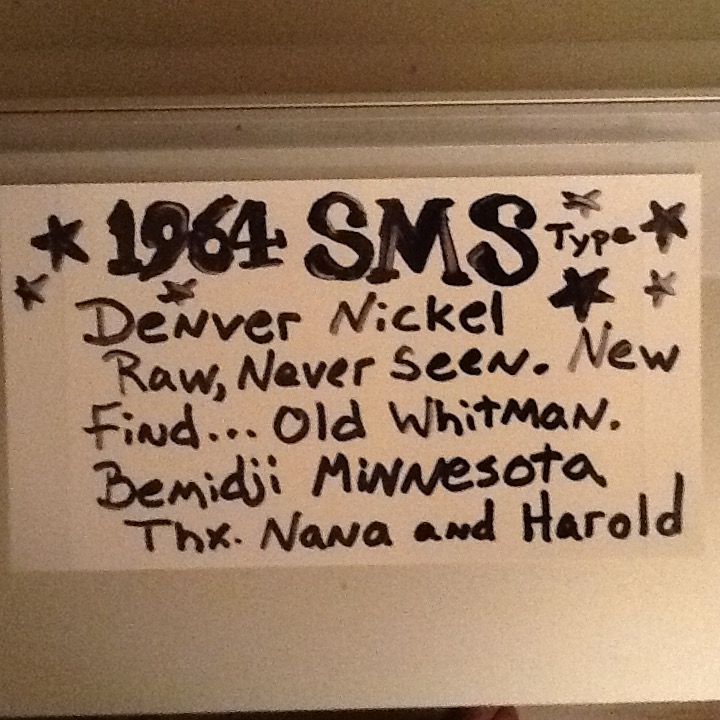 1964 SMS Type
Denver Nickel
Raw, Never Seen. New
Find... Old Whitman.
Bemidji Minnesota
Thx. Nana and Harold